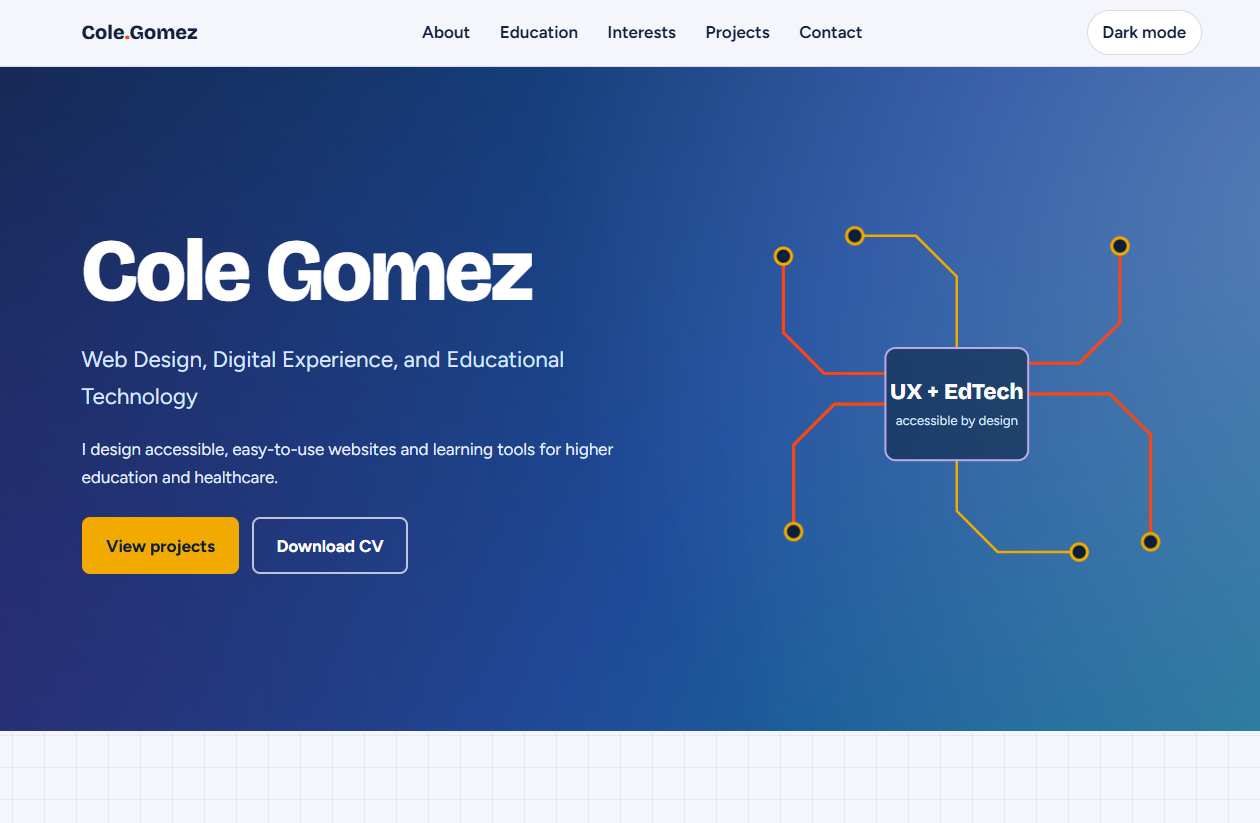 Cole.Gomez
About
Education
Interests
Projects
Contact
Dark mode
Cole Gomez
Web Design, Digital Experience, and Educational
Technology
I design accessible, easy-to-use websites and learning tools for higher
education and healthcare.
View projects
Download CV
UX + EdTech
accessible by design